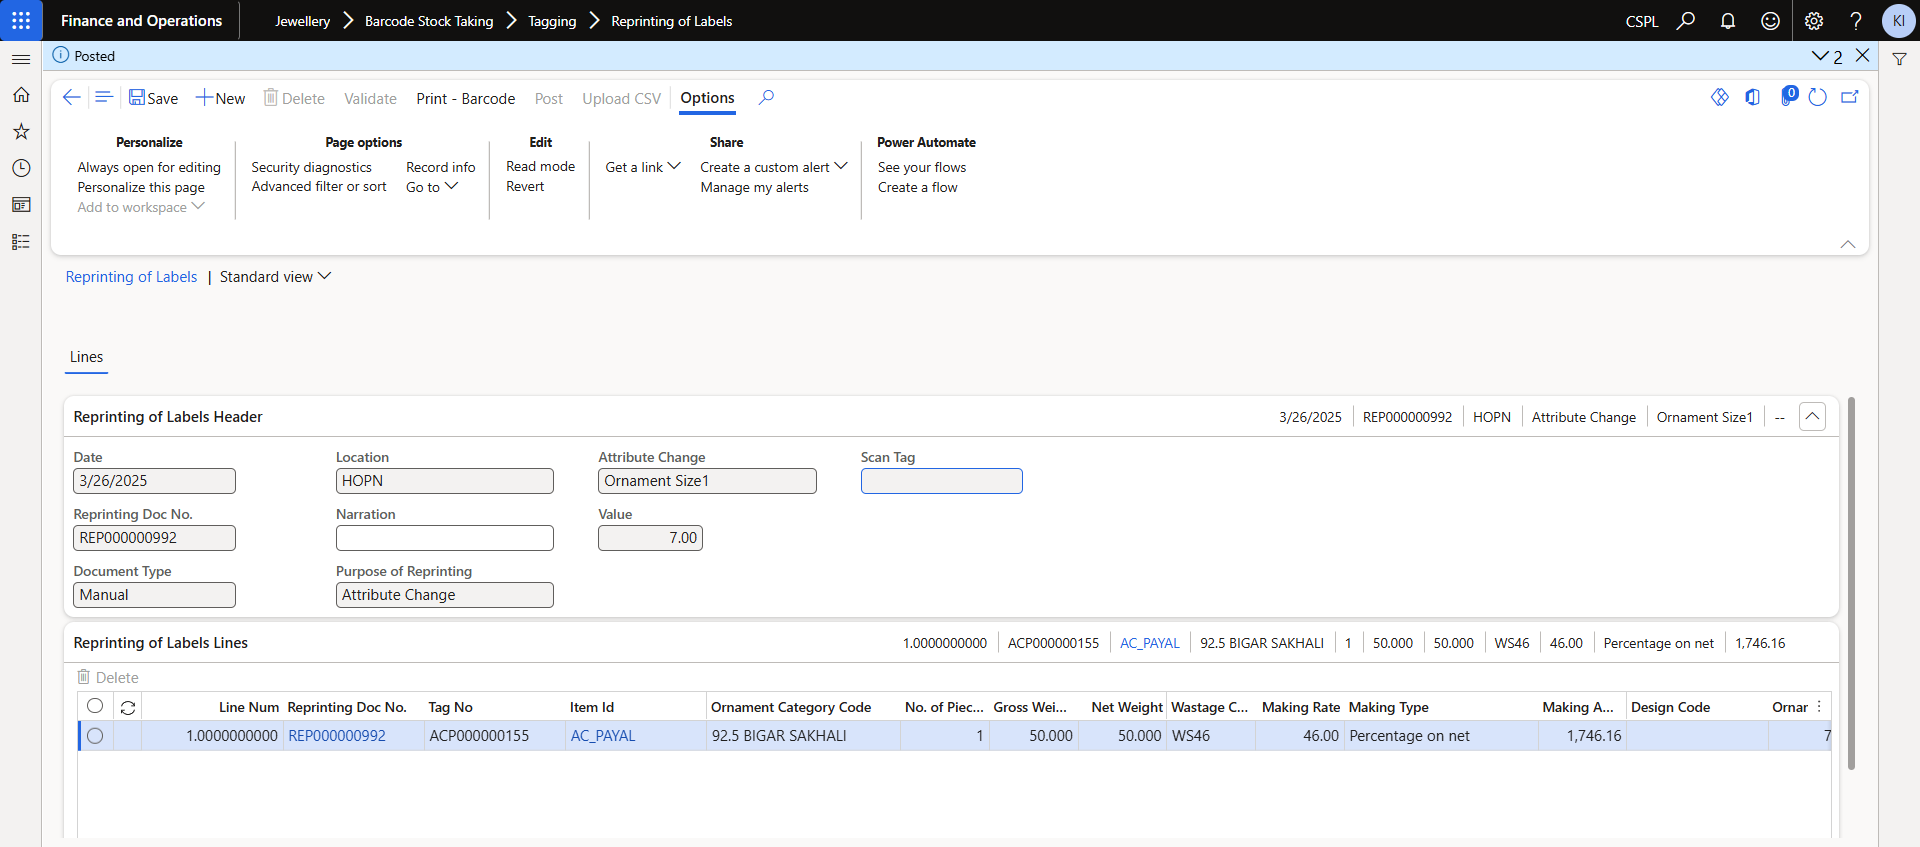 Finance and Operations
Jewellery > Barcode Stock Taking > Tagging > Reprinting of Labels
CSPL
KI
Posted
2
Save
New
Delete
Validate
Print - Barcode
Post
Upload CSV
Options
0
Personalize
Always open for editing
Personalize this page
Add to workspace
Page options
Security diagnostics
Advanced filter or sort
Record info
Go to
Edit
Read mode
Revert
Share
Get a link
Create a custom alert
Manage my alerts
Power Automate
See your flows
Create a flow
Reprinting of Labels | Standard view
Lines
Reprinting of Labels Header
3/26/2025 | REP000000992 | HOPN | Attribute Change | Ornament Size1 | --
Date
3/26/2025
Reprinting Doc No.
REP000000992
Document Type
Manual
Location
HOPN
Narration
Purpose of Reprinting
Attribute Change
Attribute Change
Ornament Size1
Value
7.00
Scan Tag
Reprinting of Labels Lines
1.0000000000 | ACP000000155 | AC_PAYAL | 92.5 BIGAR SAKHALI | 1 | 50.000 | 50.000 | WS46 | 46.00 | Percentage on net | 1,746.16
Delete
Line Num Reprinting Doc No. Tag No Item Id Ornament Category Code No. of Piec... Gross Wei... Net Weight Wastage C... Making Rate Making Type Making A... Design Code Ornar
1.0000000000 REP000000992 ACP000000155 AC_PAYAL 92.5 BIGAR SAKHALI 1 50.000 50.000 WS46 46.00 Percentage on net 1,746.16 7